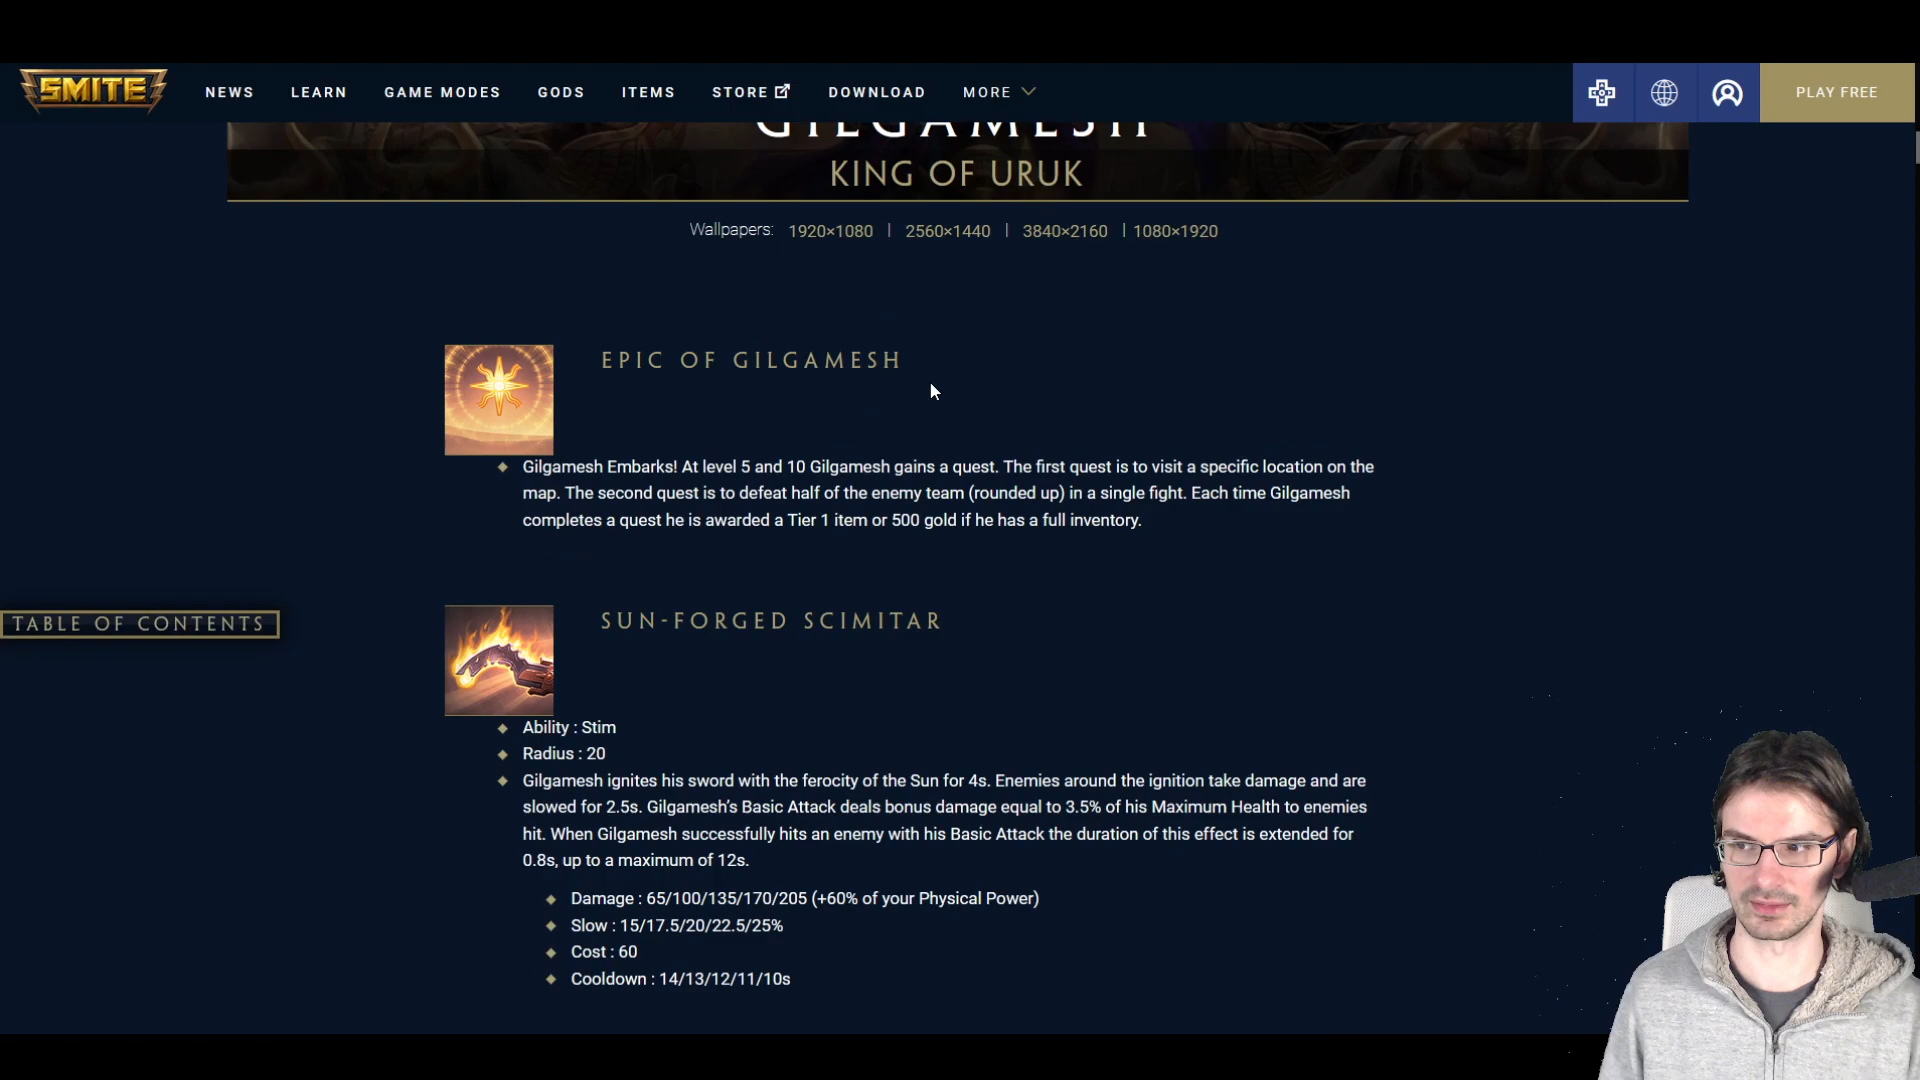 SMITE
NEWS LEARN GAME MODES GODS ITEMS STORE DOWNLOAD MORE PLAY FREE
GILGAMESH
KING OF URUK
Wallpapers: 1920×1080 | 2560×1440 | 3840×2160 | 1080×1920
EPIC OF GILGAMESH
Gilgamesh Embarks! At level 5 and 10 Gilgamesh gains a quest. The first quest is to visit a specific location on the
map. The second quest is to defeat half of the enemy team (rounded up) in a single fight. Each time Gilgamesh
completes a quest he is awarded a Tier 1 item or 500 gold if he has a full inventory.
TABLE OF CONTENTS
SUN-FORGED SCIMITAR
Ability : Stim
Radius : 20
Gilgamesh ignites his sword with the ferocity of the Sun for 4s. Enemies around the ignition take damage and are
slowed for 2.5s. Gilgamesh’s Basic Attack deals bonus damage equal to 3.5% of his Maximum Health to enemies
hit. When Gilgamesh successfully hits an enemy with his Basic Attack the duration of this effect is extended for
0.8s, up to a maximum of 12s.
Damage : 65/100/135/170/205 (+60% of your Physical Power)
Slow : 15/17.5/20/22.5/25%
Cost : 60
Cooldown : 14/13/12/11/10s